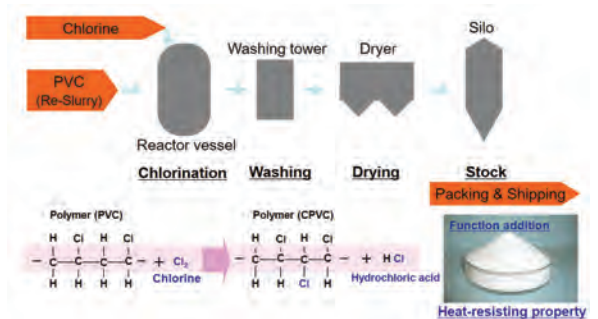 Chlorine
PVC
(Re-Slurry)
Reactor vessel
Washing tower
Dryer
Silo
Chlorination
Washing
Drying
Stock
Packing & Shipping
Polymer (PVC)
H Cl H Cl
− C − C − C − C − + Cl₂
H H H H
Chlorine
Polymer (CPVC)
H Cl H Cl
− C − C − C − C − + H Cl
H H Cl H
Hydrochloric acid
Function addition
Heat-resisting property